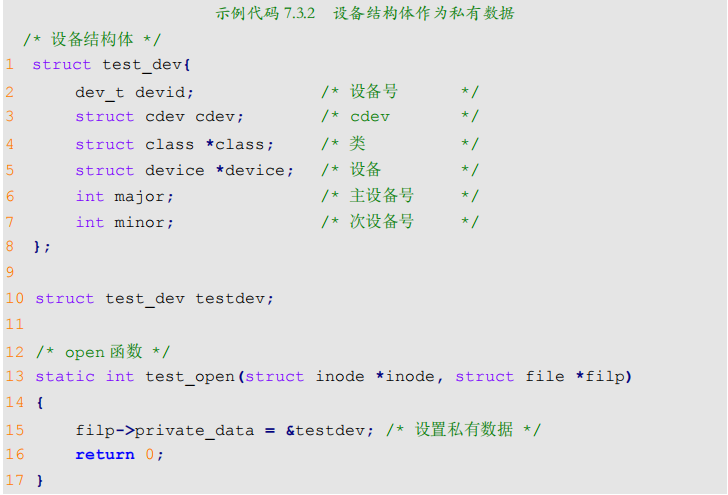 示例代码 7.3.2 设备结构体作为私有数据
/* 设备结构体 */
1 struct test_dev{
2 dev_t devid; /* 设备号 */
3 struct cdev cdev; /* cdev */
4 struct class *class; /* 类 */
5 struct device *device; /* 设备 */
6 int major; /* 主设备号 */
7 int minor; /* 次设备号 */
8 };
9
10 struct test_dev testdev;
11
12 /* open 函数 */
13 static int test_open(struct inode *inode, struct file *filp)
14 {
15 filp->private_data = &testdev; /* 设置私有数据 */
16 return 0;
17 }